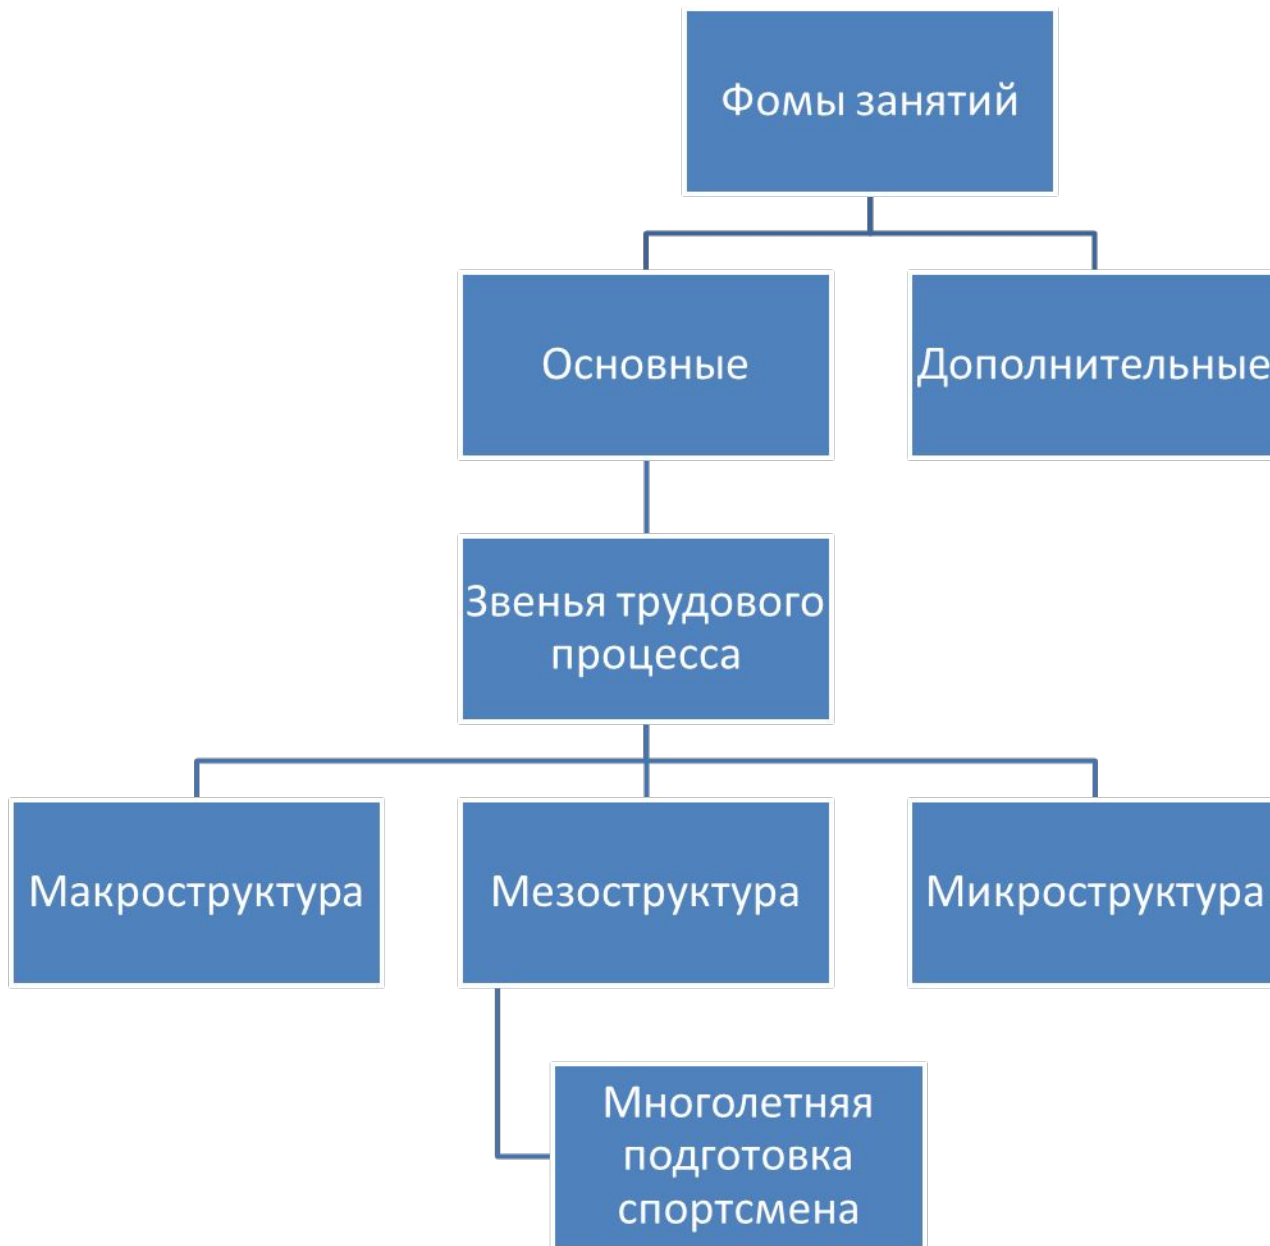 Фомы занятий
Основные
Дополнительные
Звенья трудового
процесса
Макроструктура
Мезоструктура
Микроструктура
Многолетняя
подготовка
спортсмена